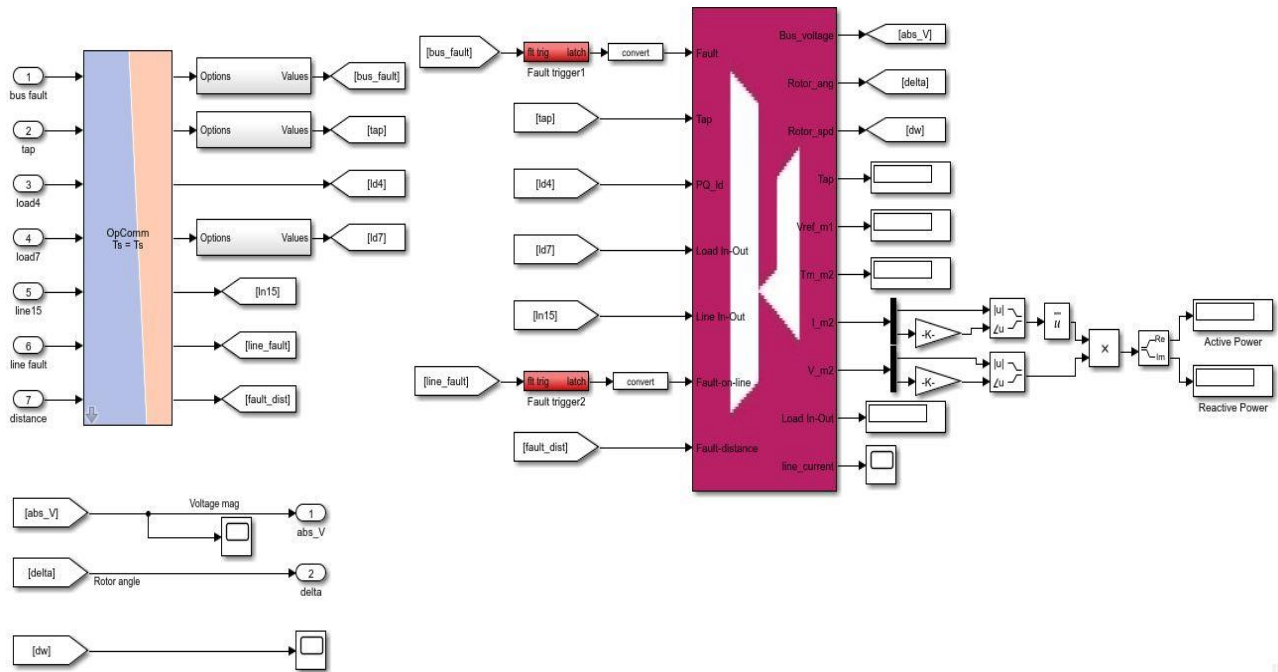 1
bus fault
2
tap
3
load4
4
load7
5
line15
6
line fault
7
distance
OpComm
Ts = Ts
Options Values
[bus_fault]
Options Values
[tap]
[ld4]
Options Values
[ld7]
[ln15]
[line_fault]
[fault_dist]
[abs_V]
Voltage mag
1
abs_V
[delta]
Rotor angle
2
delta
[dw]
[bus_fault]
flt trig latch
Fault trigger1
convert
[tap]
[ld4]
[ld7]
[ln15]
[line_fault]
flt trig latch
Fault trigger2
convert
[fault_dist]
Fault
Tap
PQ_ld
Load In-Out
Line In-Out
Fault-on-line
Fault-distance
Bus_voltage
Rotor_ang
Rotor_spd
Tap
Vref_m1
Tm_m2
I_m2
V_m2
Load In-Out
line_current
[abs_V]
[delta]
[dw]
-K-
-K-
|u|
∠u
|u|
∠u
u
×
Re
Im
Active Power
Reactive Power